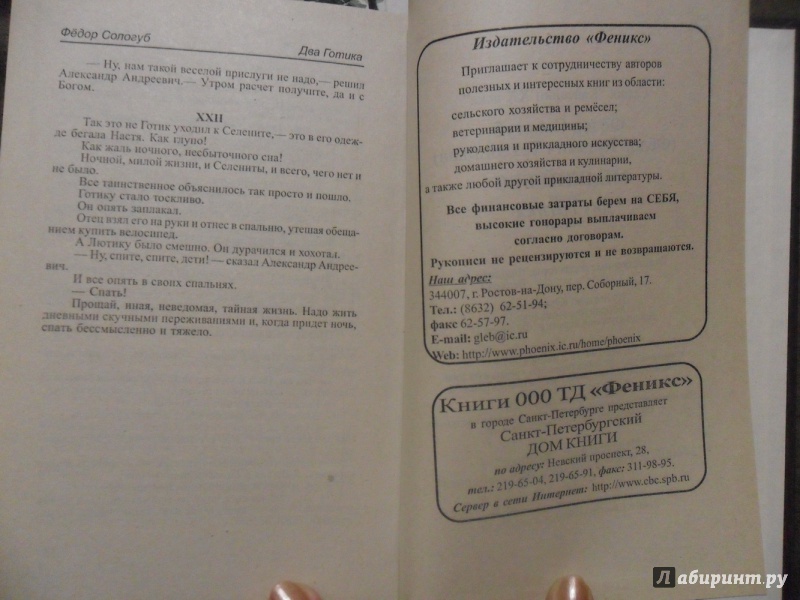 Фёдор Сологуб
Два Готика
— Ну, нам такой веселой прислуги не надо,— решил
Александр Андреевич.— Утром расчет получите, да и с
Богом.
XXII
Так это не Готик уходил к Селените,— это в его одеж-
де бегала Настя. Как глупо!
Как жаль ночного, несбыточного сна!
Ночной, милой жизни, и Селениты, и всего, чего нет и
не было.
Все таинственное объяснилось так просто и пошло.
Готику стало тоскливо.
Он опять заплакал.
Отец взял его на руки и отнес в спальню, утешая обеща-
нием купить велосипед.
А Лютику было смешно. Он дурачился и хохотал.
— Ну, спите, спите, дети! — сказал Александр Андрее-
вич.
И все опять в своих спальнях.
— Спать!
Прощай, иная, неведомая, тайная жизнь. Надо жить
дневными скучными переживаниями и, когда придет ночь,
спать бессмысленно и тяжело.
Издательство «Феникс»
Приглашает к сотрудничеству авторов
полезных и интересных книг из области:
сельского хозяйства и ремёсел;
ветеринарии и медицины;
рукоделия и прикладного искусства;
домашнего хозяйства и кулинарии,
а также любой другой прикладной литературы.
Все финансовые затраты берем на СЕБЯ,
высокие гонорары выплачиваем
согласно договорам.
Рукописи не рецензируются и не возвращаются.
Наш адрес:
344007, г. Ростов-на-Дону, пер. Соборный, 17.
Тел.: (8632) 62-51-94;
факс 62-57-97.
E-mail: gleb@ic.ru
Web: http://www.phoenix.ic.ru/home/phoenix
Книги ООО ТД «Феникс»
в городе Санкт-Петербурге представляет
Санкт-Петербургский
ДОМ КНИГИ
по адресу: Невский проспект, 28,
тел.: 219-65-04, 219-65-91, факс: 311-98-95.
Сервер в сети Интернет: http://www.cbc.spb.ru
Лабиринт.ру